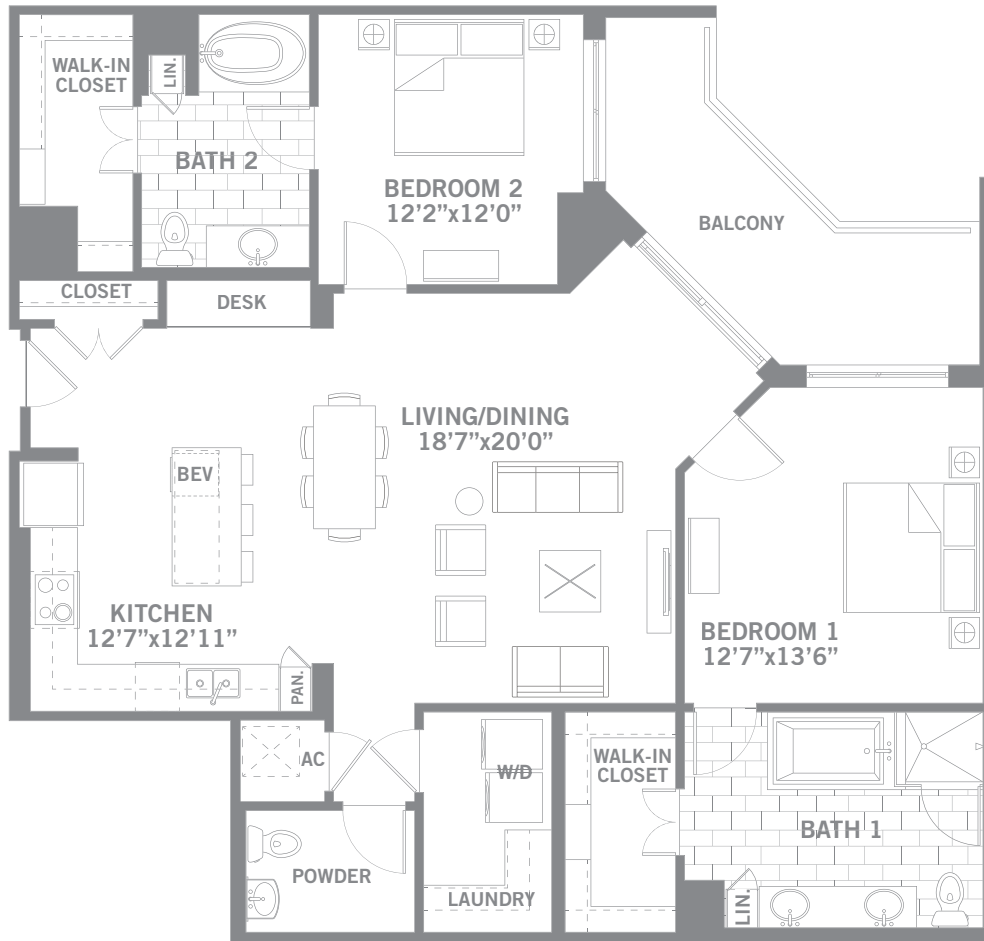 WALK-IN
CLOSET
LIN.
BATH 2
BEDROOM 2
12’2”x12’0”
BALCONY
CLOSET
DESK
LIVING/DINING
18’7”x20’0”
BEV
KITCHEN
12’7”x12’11”
PAN.
BEDROOM 1
12’7”x13’6”
AC
W/D
WALK-IN
CLOSET
BATH 1
POWDER
LAUNDRY
LIN.